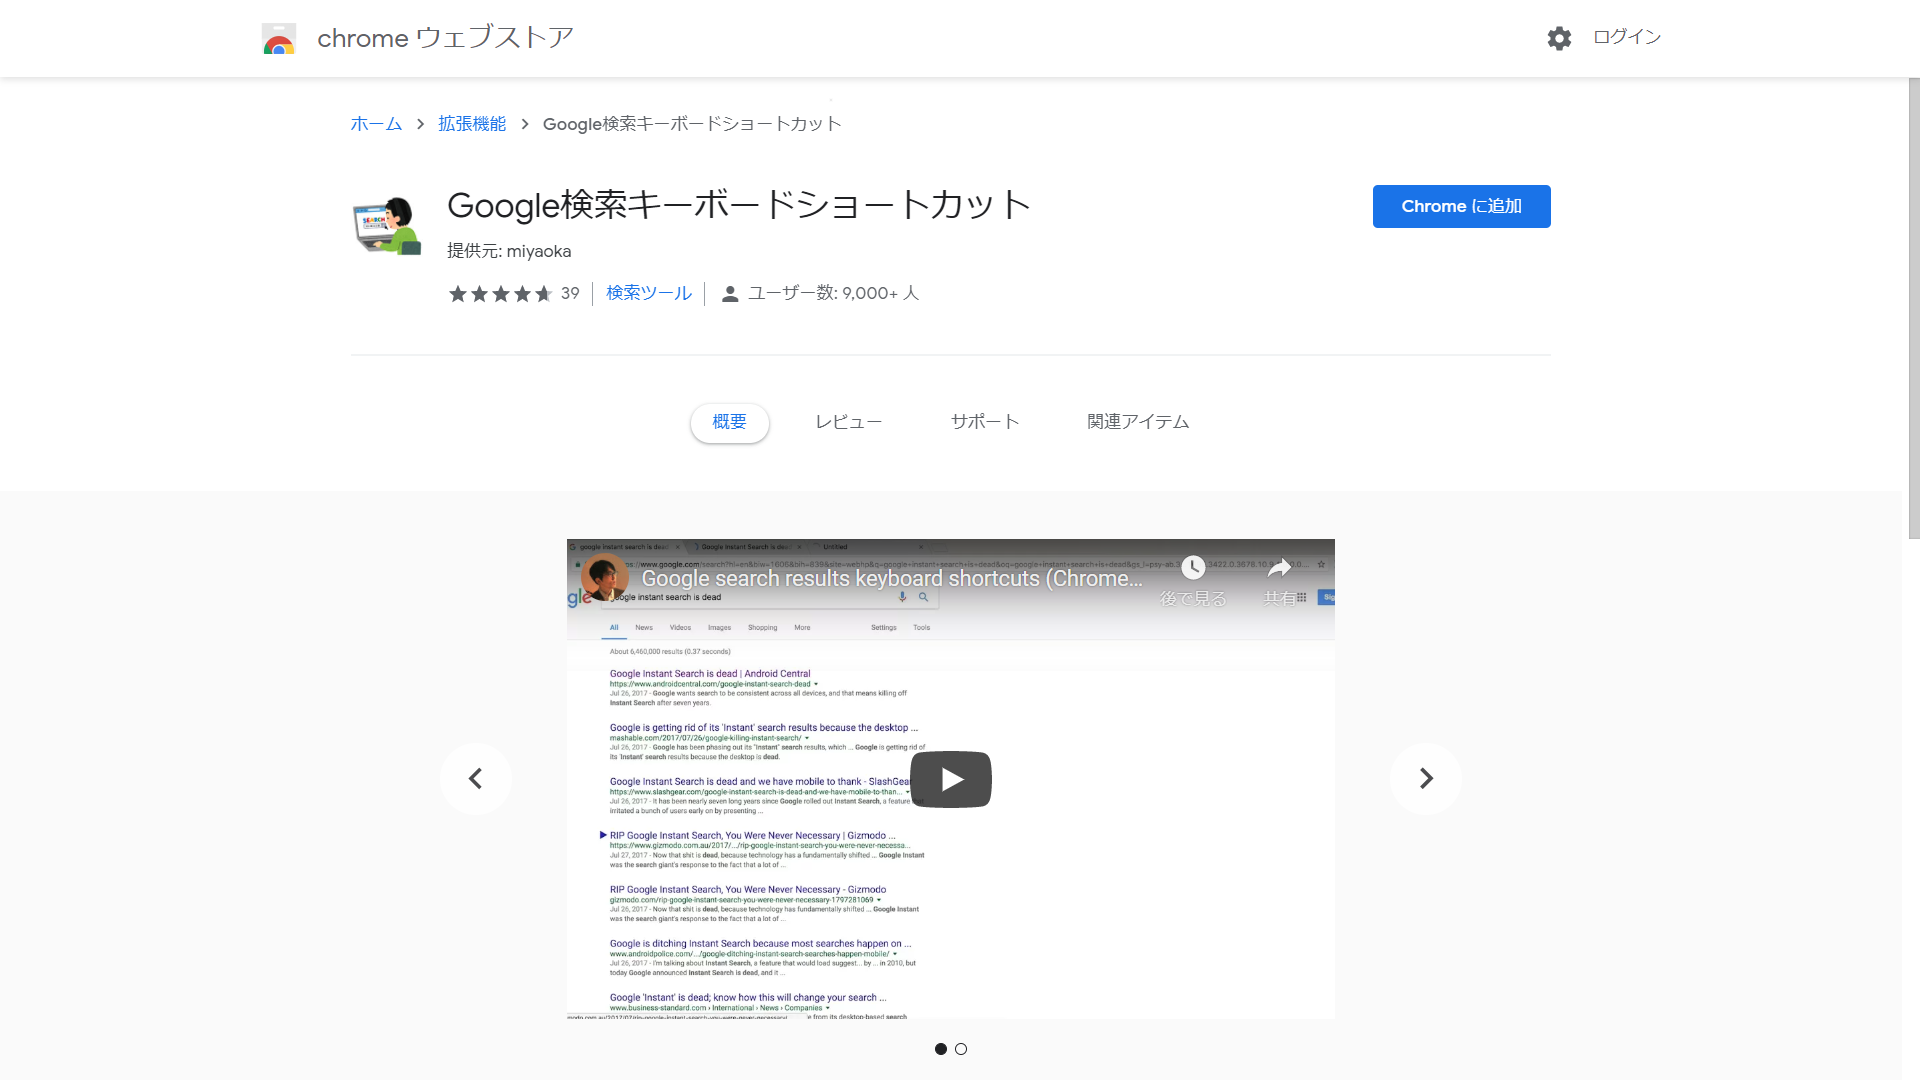 chrome ウェブストア
ログイン
ホーム > 拡張機能 > Google検索キーボードショートカット
Google検索キーボードショートカット
Chrome に追加
提供元: miyaoka
39 検索ツール ユーザー数: 9,000+ 人
概要 レビュー サポート 関連アイテム
google instant search is dead Google Instant Search is dead Untitled
Google search results keyboard shortcuts (Chrome...
後で見る 共有
google instant search is dead
All News Videos Images Shopping More Settings Tools
About 6,460,000 results (0.37 seconds)
Google Instant Search is dead | Android Central
https://www.androidcentral.com/google-instant-search-dead
Jul 26, 2017 - Google wants search to be consistent across all devices, and that means killing off
Instant Search after seven years.
Google is getting rid of its 'Instant' search results because the desktop ...
mashable.com/2017/07/26/google-killing-instant-search/
Jul 26, 2017 - Google has been phasing out its "Instant" search results, which ... Google is getting rid of
its 'Instant' search results because the desktop is dead.
Google Instant Search is dead and we have mobile to thank - SlashGear
https://www.slashgear.com/google-instant-search-is-dead-and-we-have-mobile-to-than...
Jul 26, 2017 - It has been nearly seven long years since Google rolled out Instant Search, a feature that
irritated a bunch of users early on by presenting ...
RIP Google Instant Search, You Were Never Necessary | Gizmodo ...
https://www.gizmodo.com.au/2017/.../rip-google-instant-search-you-were-never-necessa...
Jul 27, 2017 - Now that shit is dead, because technology has a fundamentally shifted ... Google Instant
was the search giant's response to the fact that a lot of ...
RIP Google Instant Search, You Were Never Necessary - Gizmodo
gizmodo.com/rip-google-instant-search-you-were-never-necessary-1797281069
Jul 26, 2017 - Now that shit is dead, because technology has fundamentally shifted ... Google Instant
was the search giant's response to the fact that a lot of ...
Google is ditching Instant Search because most searches happen on ...
www.androidpolice.com/.../google-ditching-instant-search-searches-happen-mobile/
Jul 26, 2017 - I'm talking about Instant Search, a feature that would load suggest... by ... in 2010, but
today Google announced Instant Search is dead, and it ...
Google 'Instant' is dead; know how this will change your search ...
www.business-standard.com › International › News › Companies
from its desktop-based search